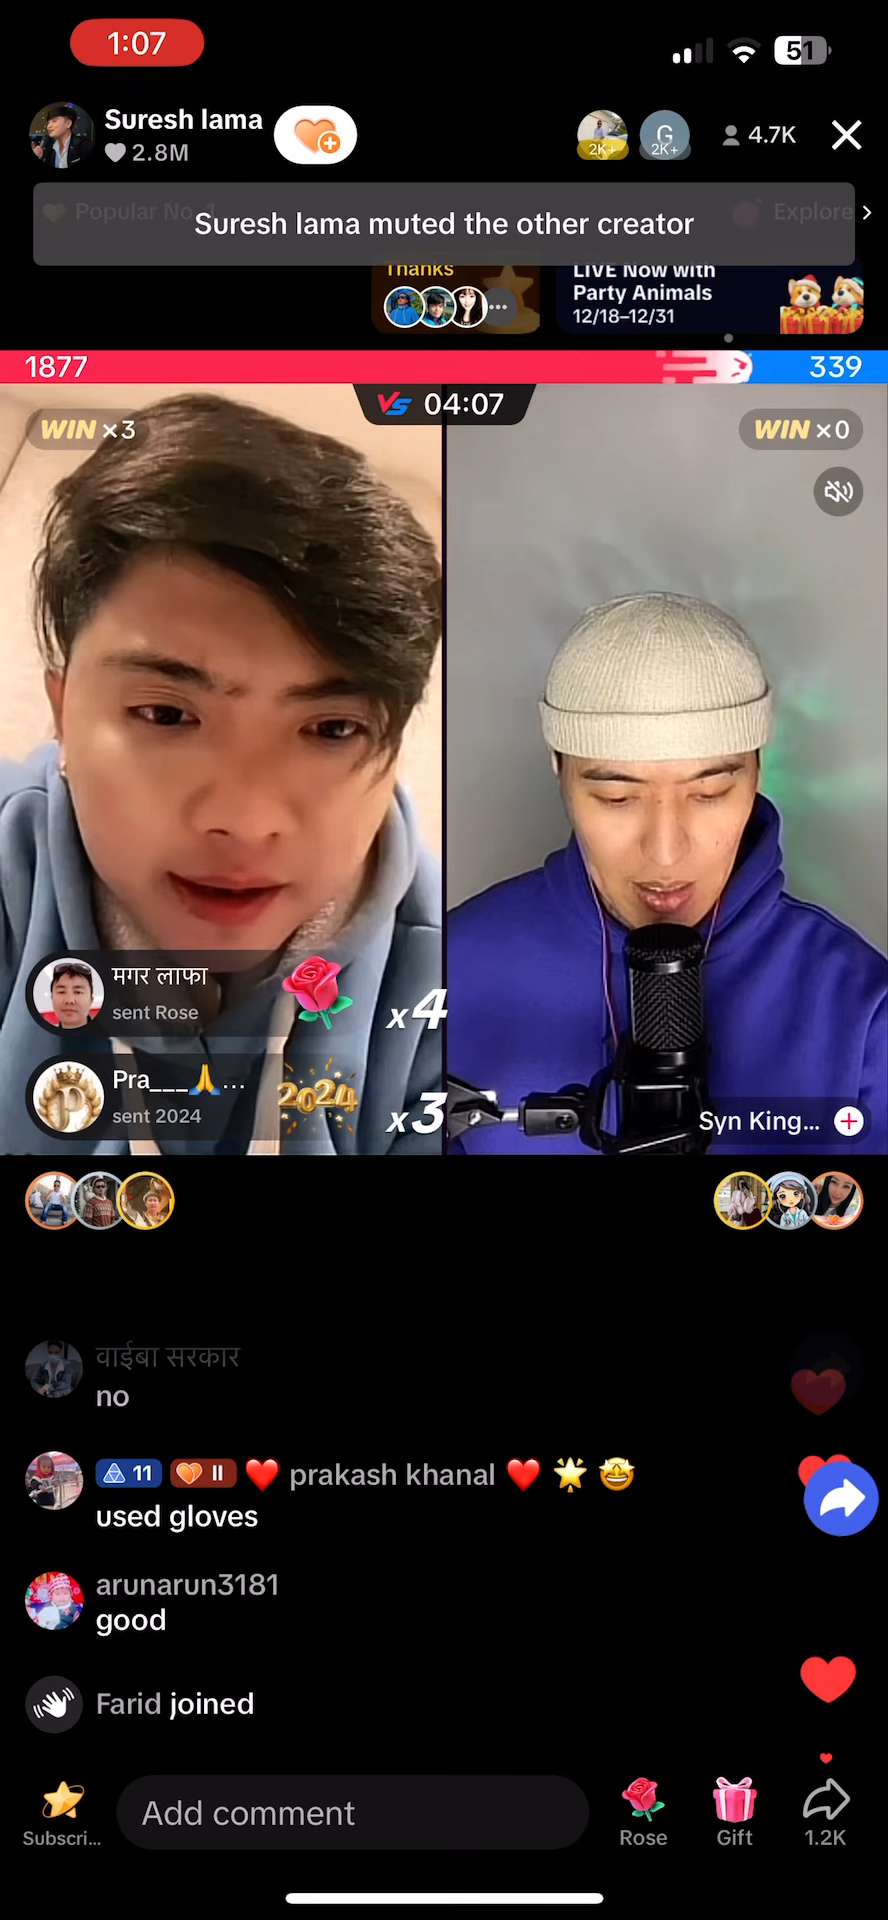 1:07
51
Suresh lama
2.8M
2K+
G
2K+
4.7K
Popular No. 1
Explore
Suresh lama muted the other creator
Thanks
LIVE Now with
Party Animals
12/18–12/31
1877
339
VS 04:07
WIN ×3
WIN ×0
मगर लाफा
sent Rose
x4
Pra___🙏...
sent 2024
2024
x3
P
Syn King...
वाईबा सरकार
no
11 II ❤️ prakash khanal ❤️ 🌟 🤩
used gloves
arunarun3181
good
Farid joined
Subscri...
Add comment
Rose
Gift
1.2K